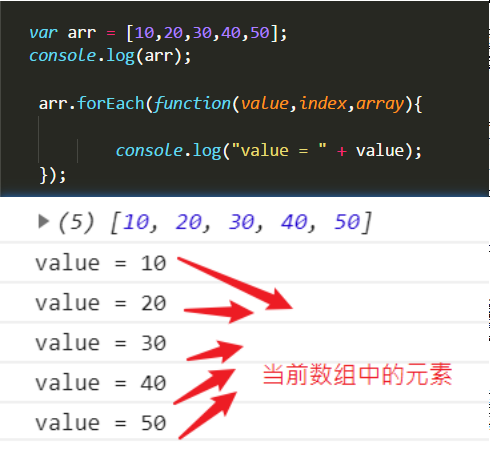 var arr = [10,20,30,40,50];
console.log(arr);
arr.forEach(function(value,index,array){
console.log("value = " + value);
});
▶ (5) [10, 20, 30, 40, 50]
value = 10
value = 20
value = 30
value = 40
value = 50
当前数组中的元素